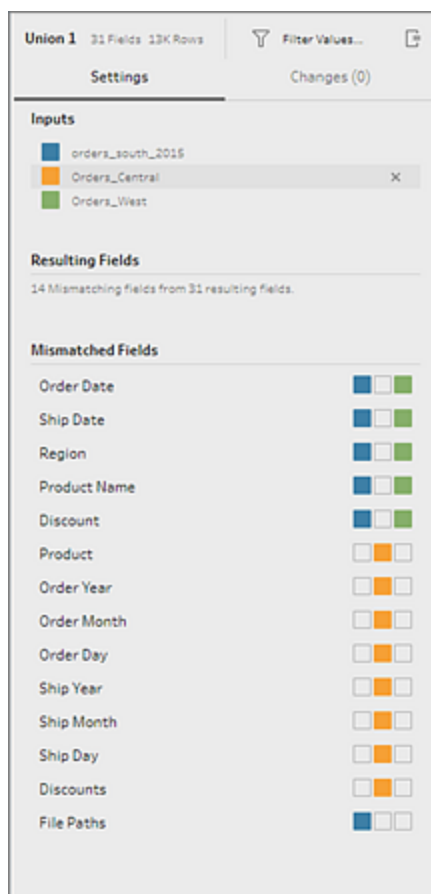 Union 1 31 Fields 13K Rows Filter Values...
Settings Changes (0)
Inputs
orders_south_2015
Orders_Central ×
Orders_West
Resulting Fields
14 Mismatching fields from 31 resulting fields.
Mismatched Fields
Order Date
Ship Date
Region
Product Name
Discount
Product
Order Year
Order Month
Order Day
Ship Year
Ship Month
Ship Day
Discounts
File Paths